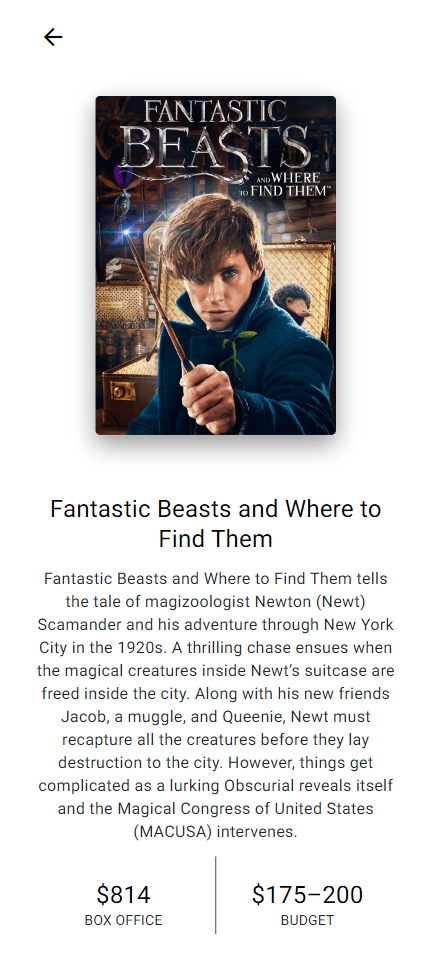 FANTASTIC
BEASTS
AND WHERE
TO FIND THEM™
Fantastic Beasts and Where to
Find Them
Fantastic Beasts and Where to Find Them tells
the tale of magizoologist Newton (Newt)
Scamander and his adventure through New York
City in the 1920s. A thrilling chase ensues when
the magical creatures inside Newt’s suitcase are
freed inside the city. Along with his new friends
Jacob, a muggle, and Queenie, Newt must
recapture all the creatures before they lay
destruction to the city. However, things get
complicated as a lurking Obscurial reveals itself
and the Magical Congress of United States
(MACUSA) intervenes.
$814 $175–200
BOX OFFICE BUDGET